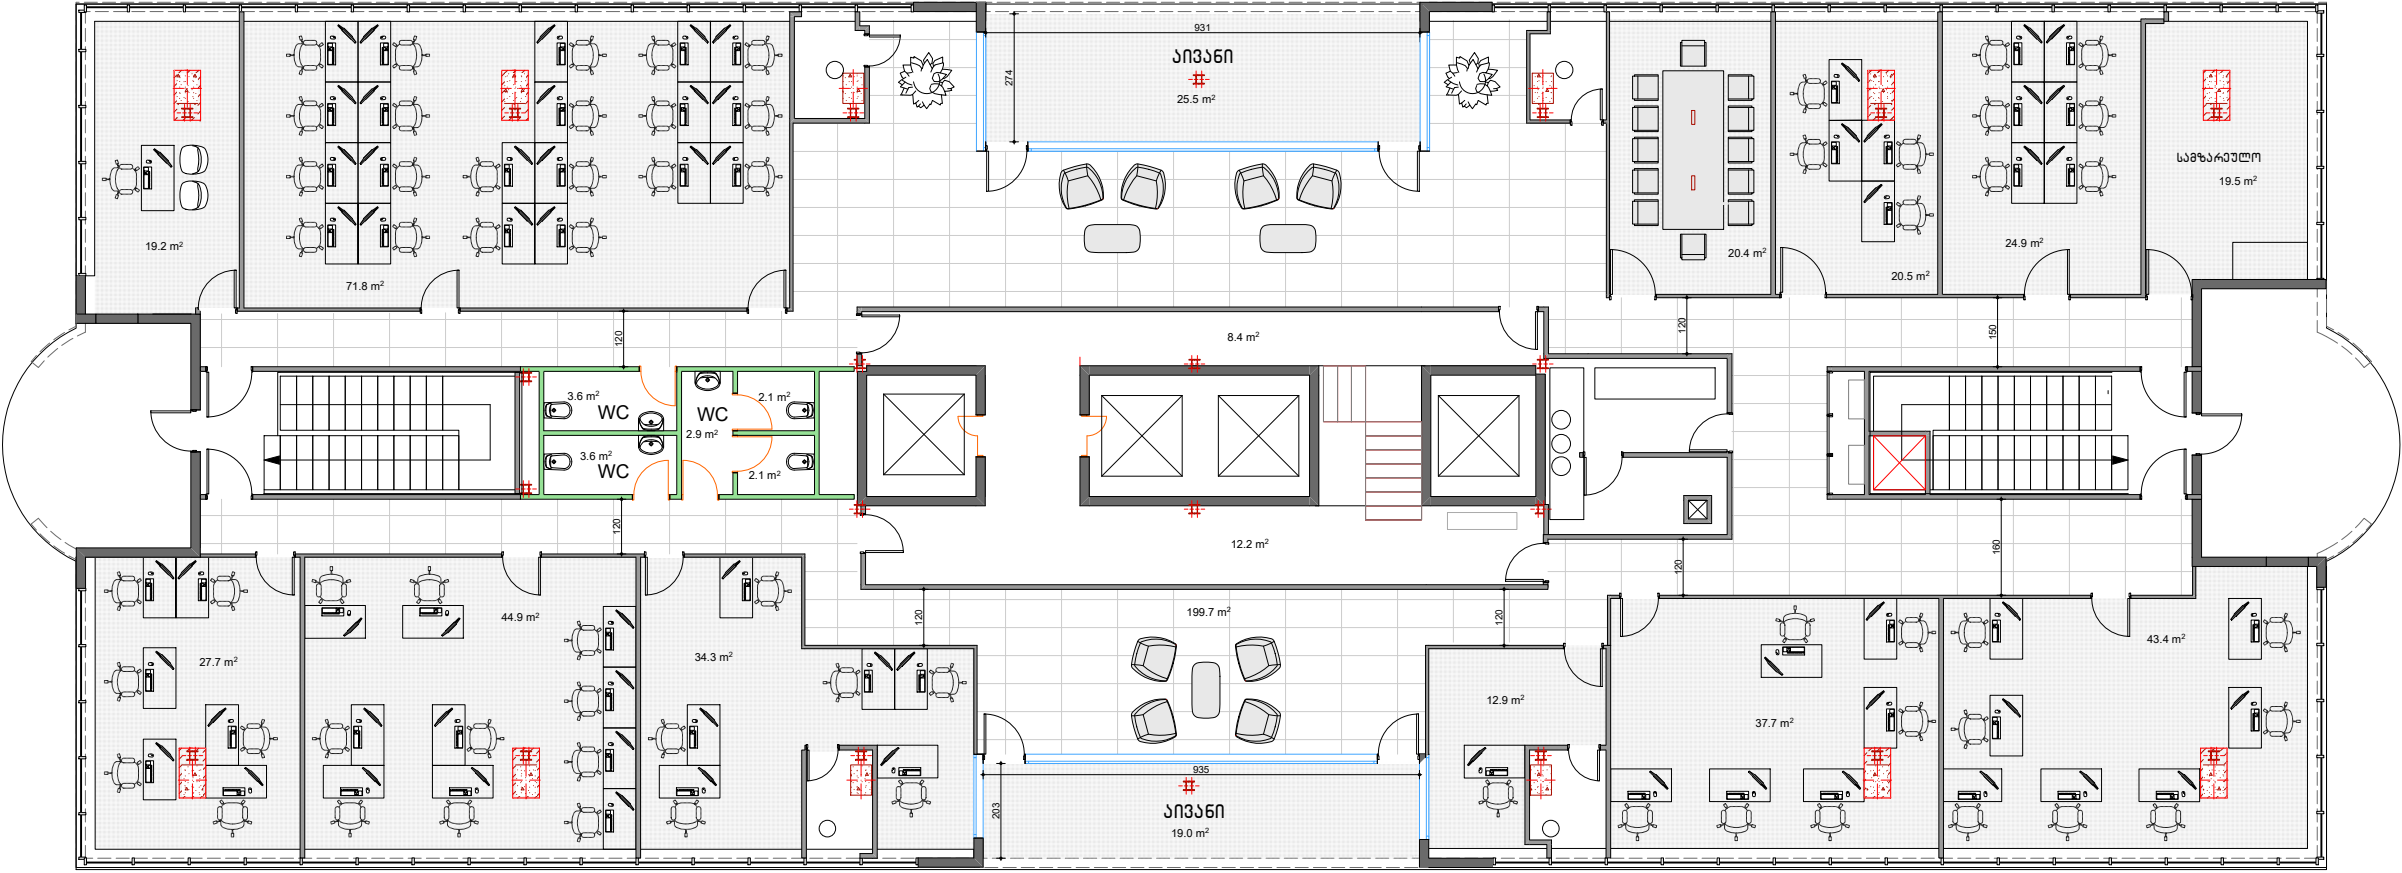 931
აივანი
274
25.5 m²
სამზარეულო
19.5 m²
19.2 m²
71.8 m²
20.4 m²
20.5 m²
24.9 m²
120
8.4 m²
120
150
3.6 m²
WC
WC
2.1 m²
2.9 m²
3.6 m²
WC
2.1 m²
120
12.2 m²
120
160
44.9 m²
120
199.7 m²
120
27.7 m²
34.3 m²
43.4 m²
12.9 m²
37.7 m²
935
203
აივანი
19.0 m²